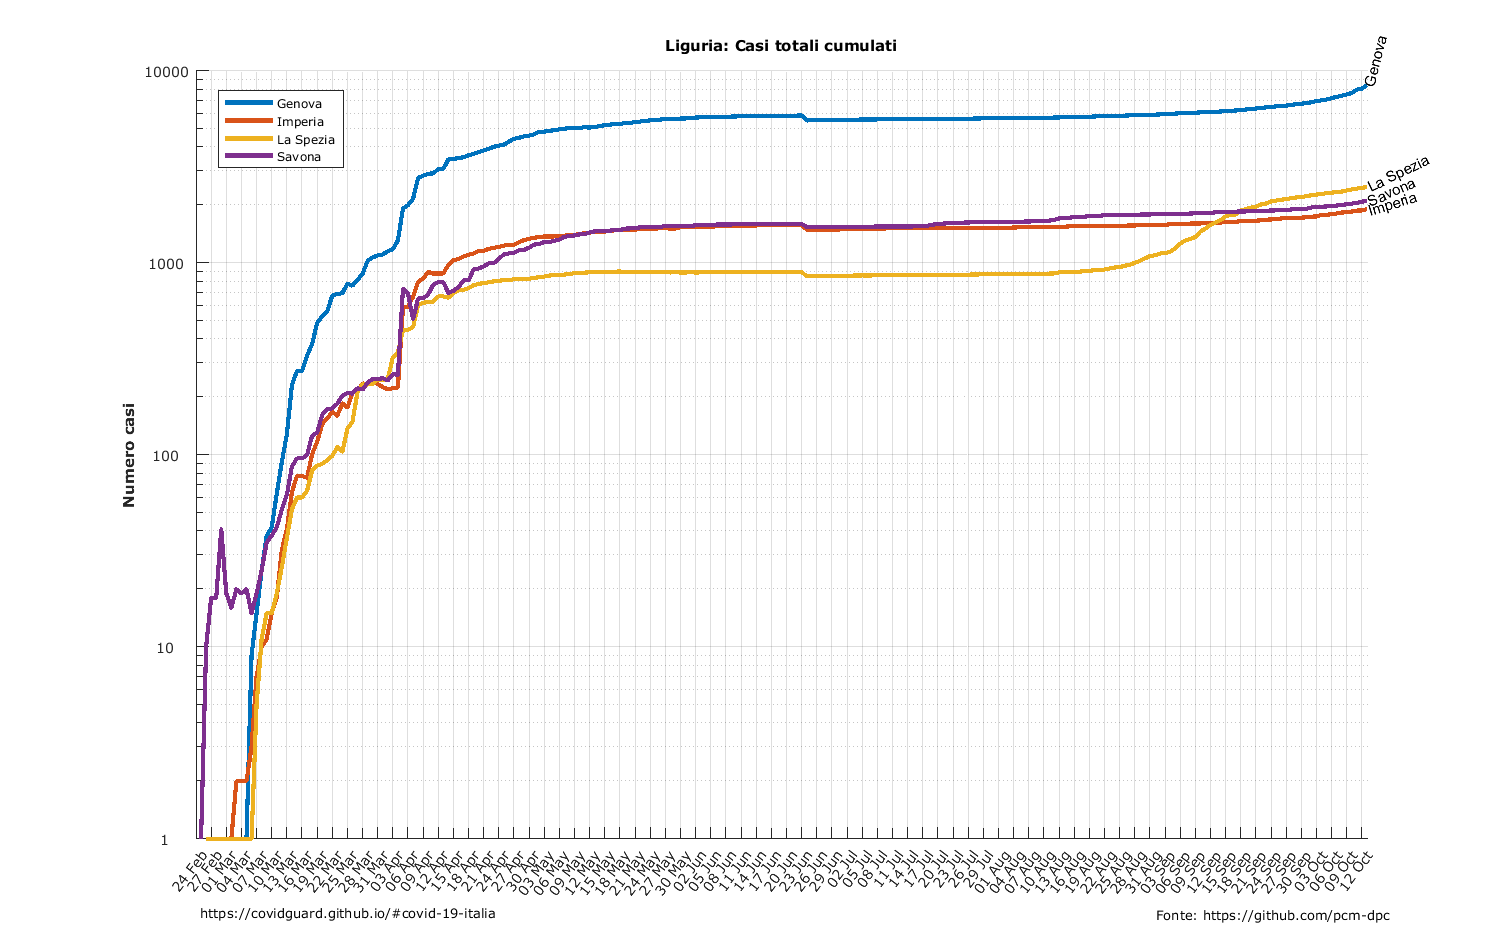 Liguria: Casi totali cumulati
Genova
Imperia
La Spezia
Savona
Numero casi
10000
1000
100
10
1
Genova
La Spezia
Savona
Imperia
24 Feb
27 Feb
01 Mar
04 Mar
07 Mar
10 Mar
13 Mar
16 Mar
19 Mar
22 Mar
25 Mar
28 Mar
31 Mar
03 Apr
06 Apr
09 Apr
12 Apr
15 Apr
18 Apr
21 Apr
24 Apr
27 Apr
30 Apr
03 May
06 May
09 May
12 May
15 May
18 May
21 May
24 May
27 May
30 May
02 Jun
05 Jun
08 Jun
11 Jun
14 Jun
17 Jun
20 Jun
23 Jun
26 Jun
29 Jun
02 Jul
05 Jul
08 Jul
11 Jul
14 Jul
17 Jul
20 Jul
23 Jul
26 Jul
29 Jul
01 Aug
04 Aug
07 Aug
10 Aug
13 Aug
16 Aug
19 Aug
22 Aug
25 Aug
28 Aug
31 Aug
03 Sep
06 Sep
09 Sep
12 Sep
15 Sep
18 Sep
21 Sep
24 Sep
27 Sep
30 Sep
03 Oct
06 Oct
09 Oct
12 Oct
https://covidguard.github.io/#covid-19-italia
Fonte: https://github.com/pcm-dpc